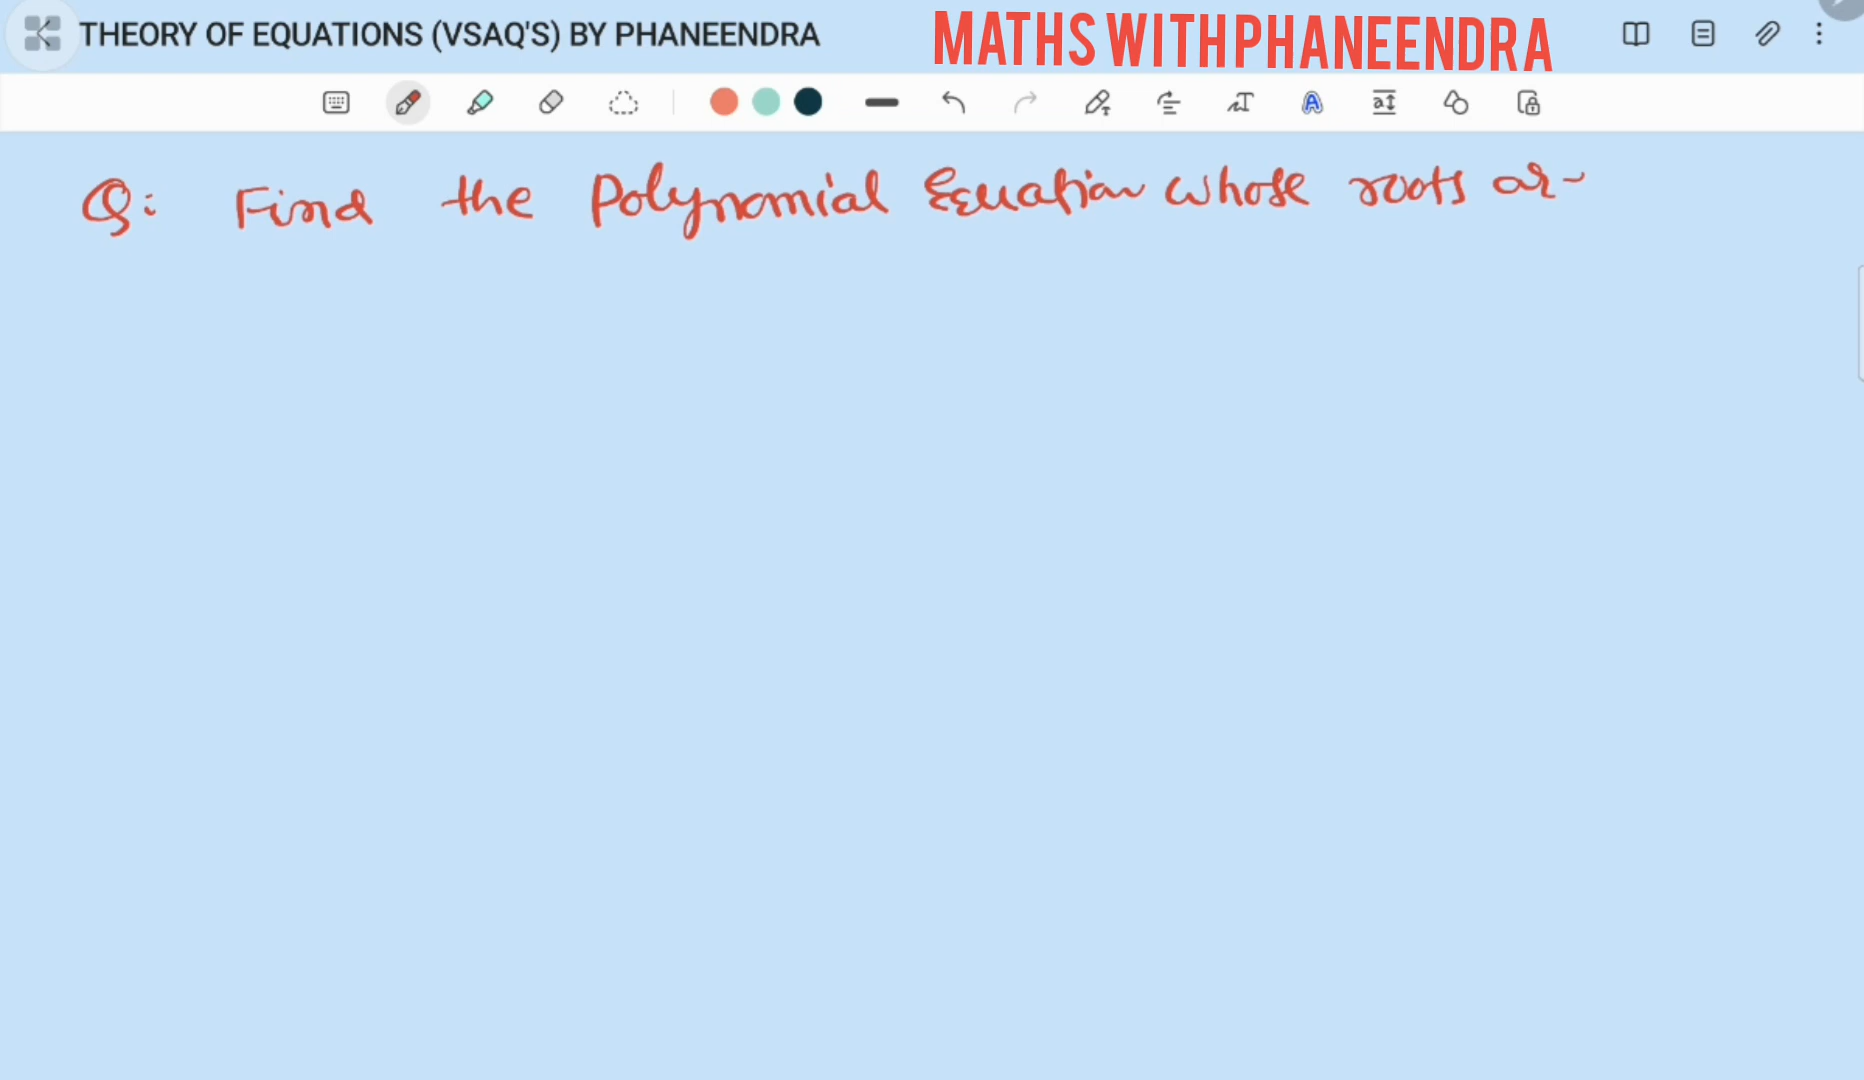 THEORY OF EQUATIONS (VSAQ'S) BY PHANEENDRA
MATHS WITH PHANEENDRA
Q: Find the Polynomial Equation whose roots are